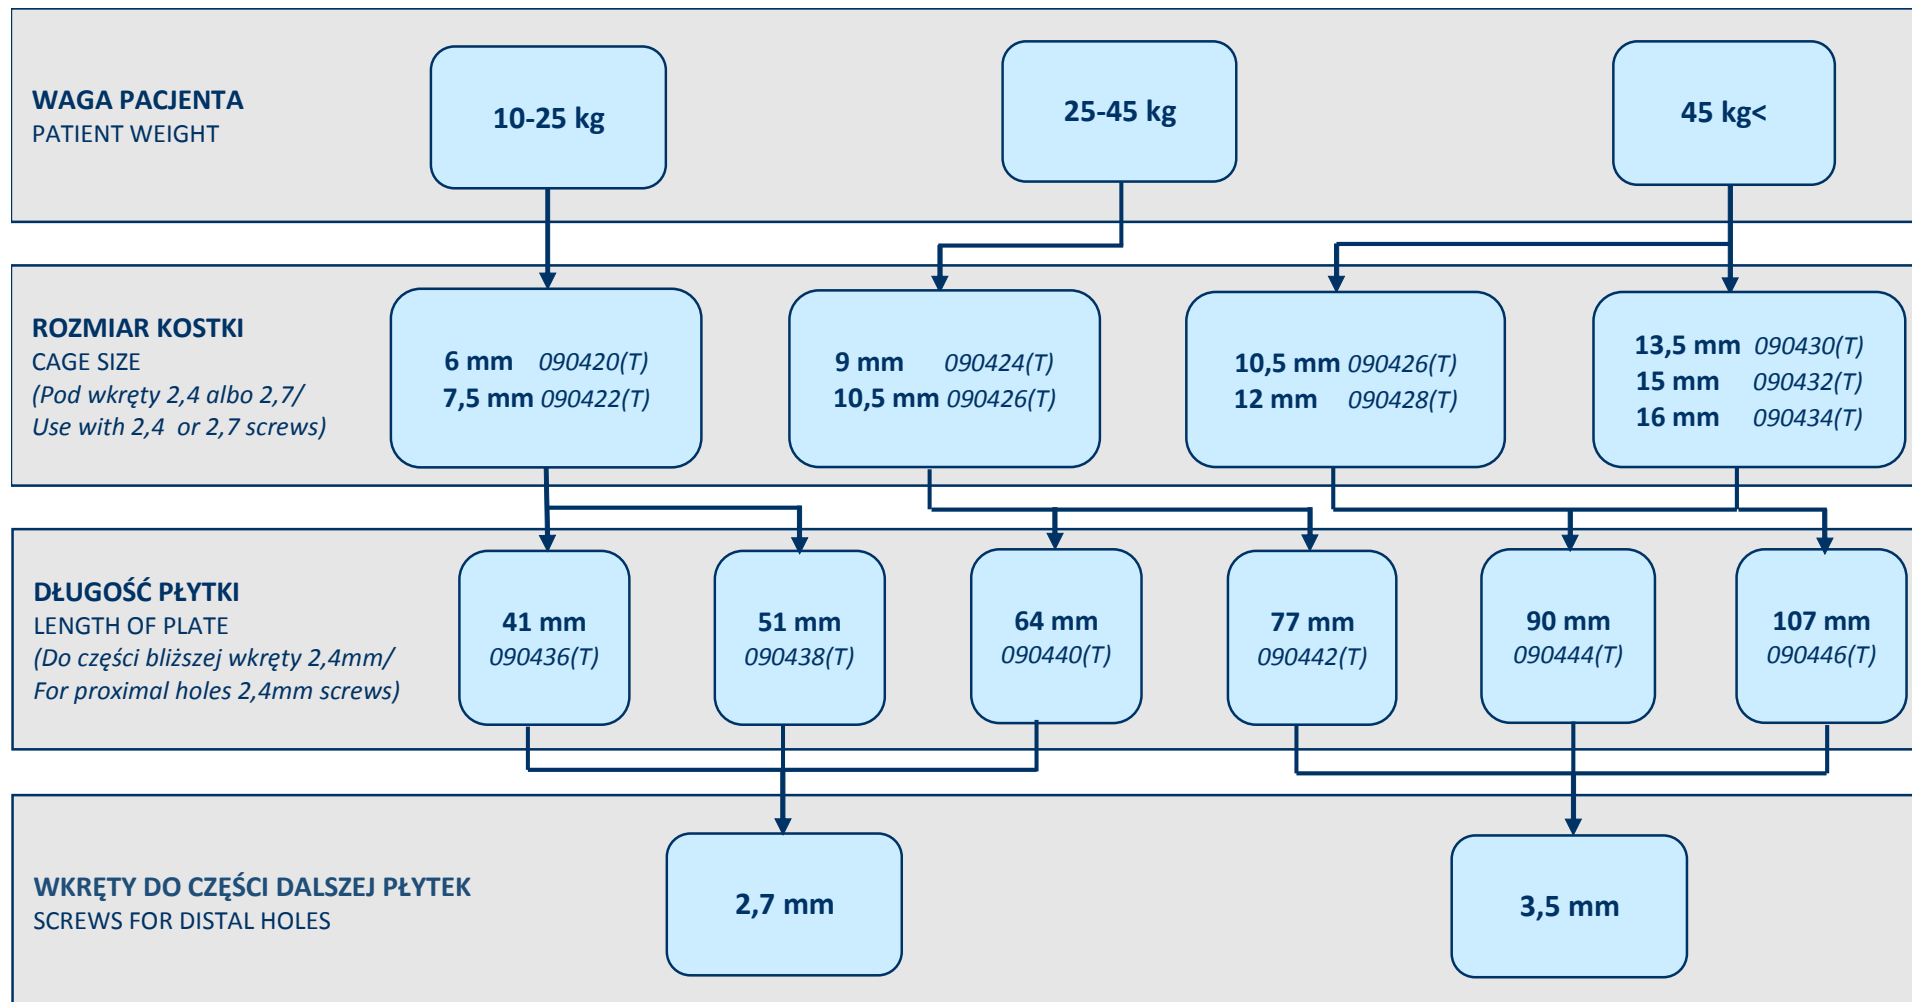 WAGA PACJENTA
PATIENT WEIGHT
10-25 kg
25-45 kg
45 kg<
ROZMIAR KOSTKI
CAGE SIZE
(Pod wkręty 2,4 albo 2,7/
Use with 2,4 or 2,7 screws)
6 mm 090420(T)
7,5 mm 090422(T)
9 mm 090424(T)
10,5 mm 090426(T)
10,5 mm 090426(T)
12 mm 090428(T)
13,5 mm 090430(T)
15 mm 090432(T)
16 mm 090434(T)
DŁUGOŚĆ PŁYTKI
LENGTH OF PLATE
(Do części bliższej wkręty 2,4mm/
For proximal holes 2,4mm screws)
41 mm
090436(T)
51 mm
090438(T)
64 mm
090440(T)
77 mm
090442(T)
90 mm
090444(T)
107 mm
090446(T)
WKRĘTY DO CZĘŚCI DALSZEJ PŁYTEK
SCREWS FOR DISTAL HOLES
2,7 mm
3,5 mm